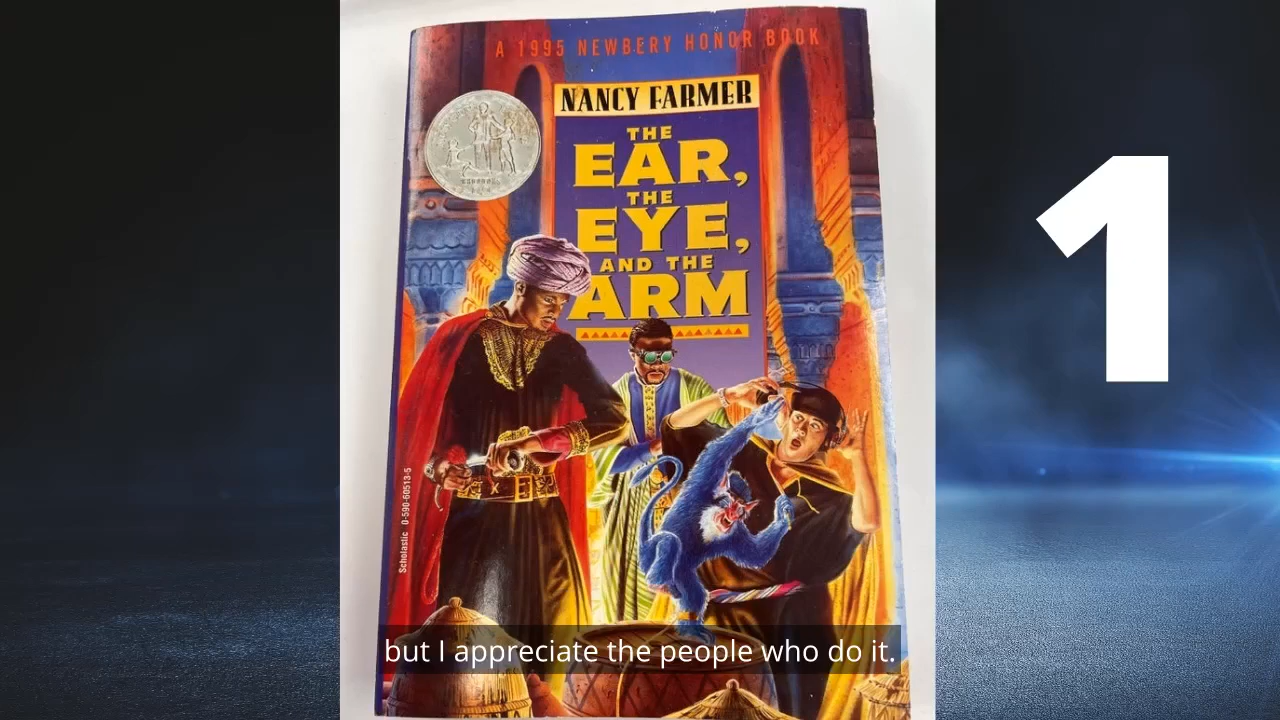 A 1995 NEWBERY HONOR BOOK
NANCY FARMER
THE
EAR,
THE
EYE,
AND THE
ARM
1
Scholastic 0-590-60513-5
but I appreciate the people who do it.